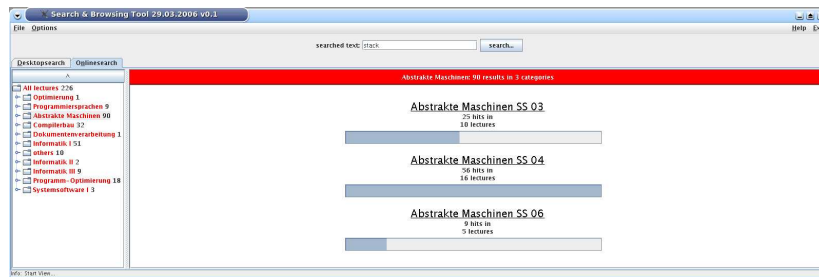 Search & Browsing Tool 29.03.2006 v0.1
File Options Help
searched text: stack search...
Desktopsearch Onlinesearch
^
Abstrakte Maschinen: 90 results in 3 categories
All lectures 226
Optimierung 1
Programmiersprachen 9
Abstrakte Maschinen 90
Compilerbau 32
Dokumentenverarbeitung 1
Informatik I 51
others 10
Informatik II 2
Informatik III 9
Programm-Optimierung 18
Systemsoftware I 3
Abstrakte Maschinen SS 03
25 hits in
10 lectures
Abstrakte Maschinen SS 04
56 hits in
16 lectures
Abstrakte Maschinen SS 06
9 hits in
5 lectures
Info: Start View...